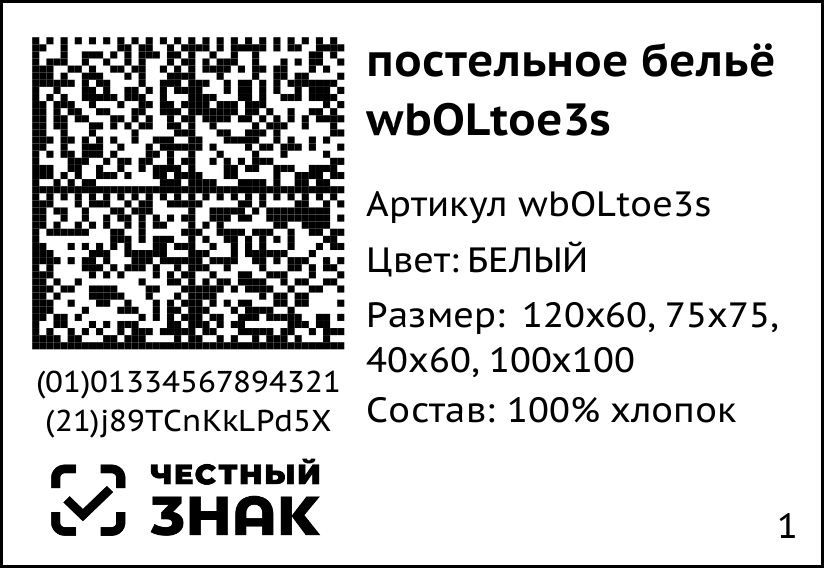 постельное бельё
wbOLtoe3s
Артикул wbOLtoe3s
Цвет: БЕЛЫЙ
Размер: 120x60, 75x75,
40x60, 100x100
Состав: 100% хлопок
(01)01334567894321
(21)j89TCnKkLPd5X
ЧЕСТНЫЙ
ЗНАК
1